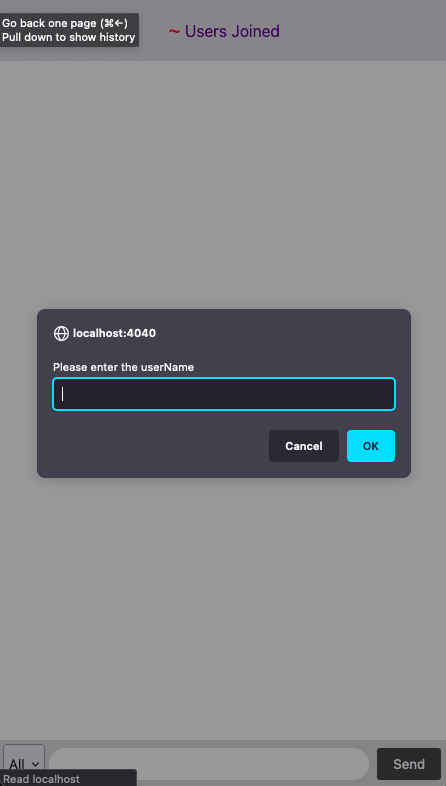 Go back one page (⌘←)
Pull down to show history
~ Users Joined
localhost:4040
Please enter the userName
Cancel
OK
All
Send
Read localhost